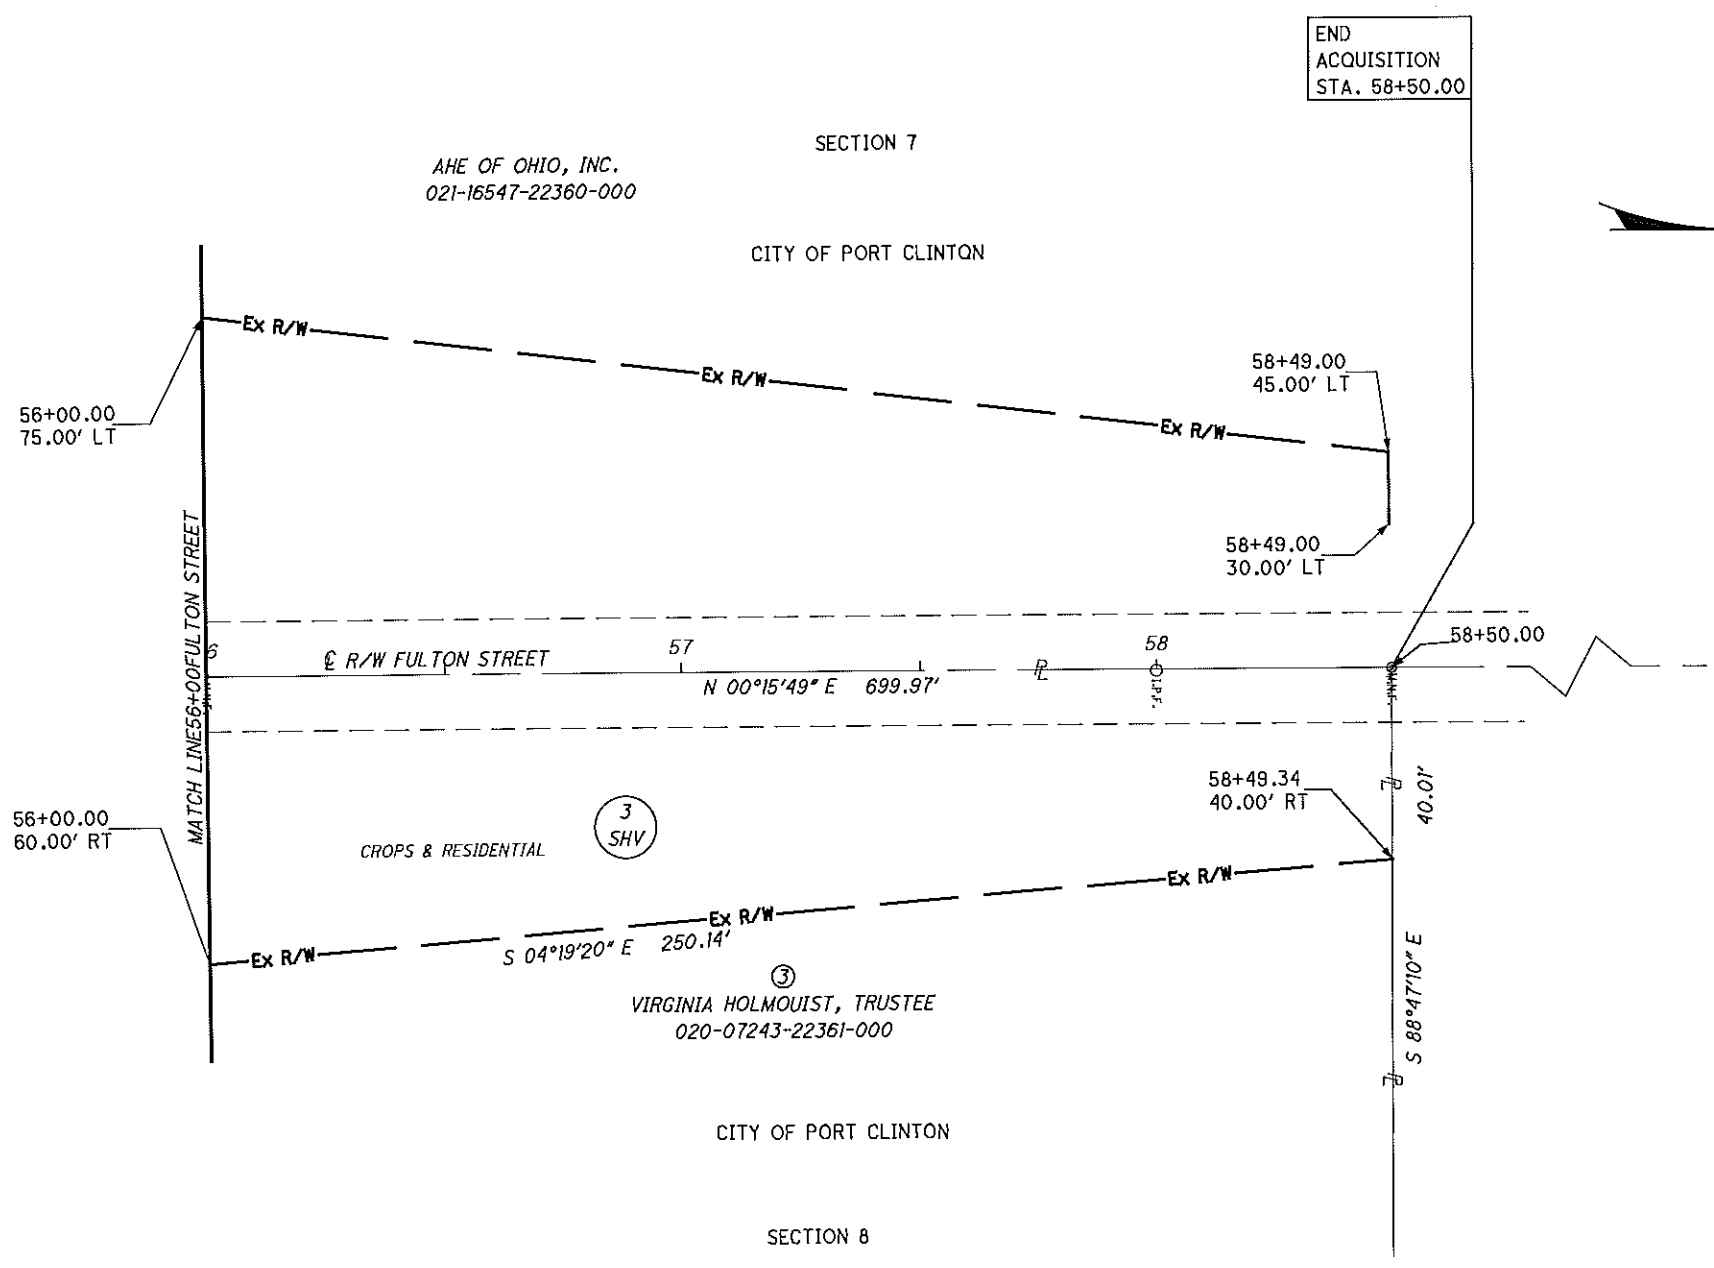 END
ACQUISITION
STA. 58+50.00
SECTION 7
AHE OF OHIO, INC.
021-16547-22360-000
CITY OF PORT CLINTON
Ex R/W
Ex R/W
Ex R/W
58+49.00
45.00' LT
56+00.00
75.00' LT
58+49.00
30.00' LT
MATCH LINE56+00FULTON STREET
6
57
58
58+50.00
℄ R/W FULTON STREET
N 00°15'49" E 699.97'
PL
I.P.F.
PL
40.01'
58+49.34
40.00' RT
56+00.00
60.00' RT
3
SHV
CROPS & RESIDENTIAL
Ex R/W
Ex R/W
Ex R/W
S 04°19'20" E 250.14'
3
VIRGINIA HOLMOUIST, TRUSTEE
020-07243-22361-000
S 88°47'10" E
PL
CITY OF PORT CLINTON
SECTION 8